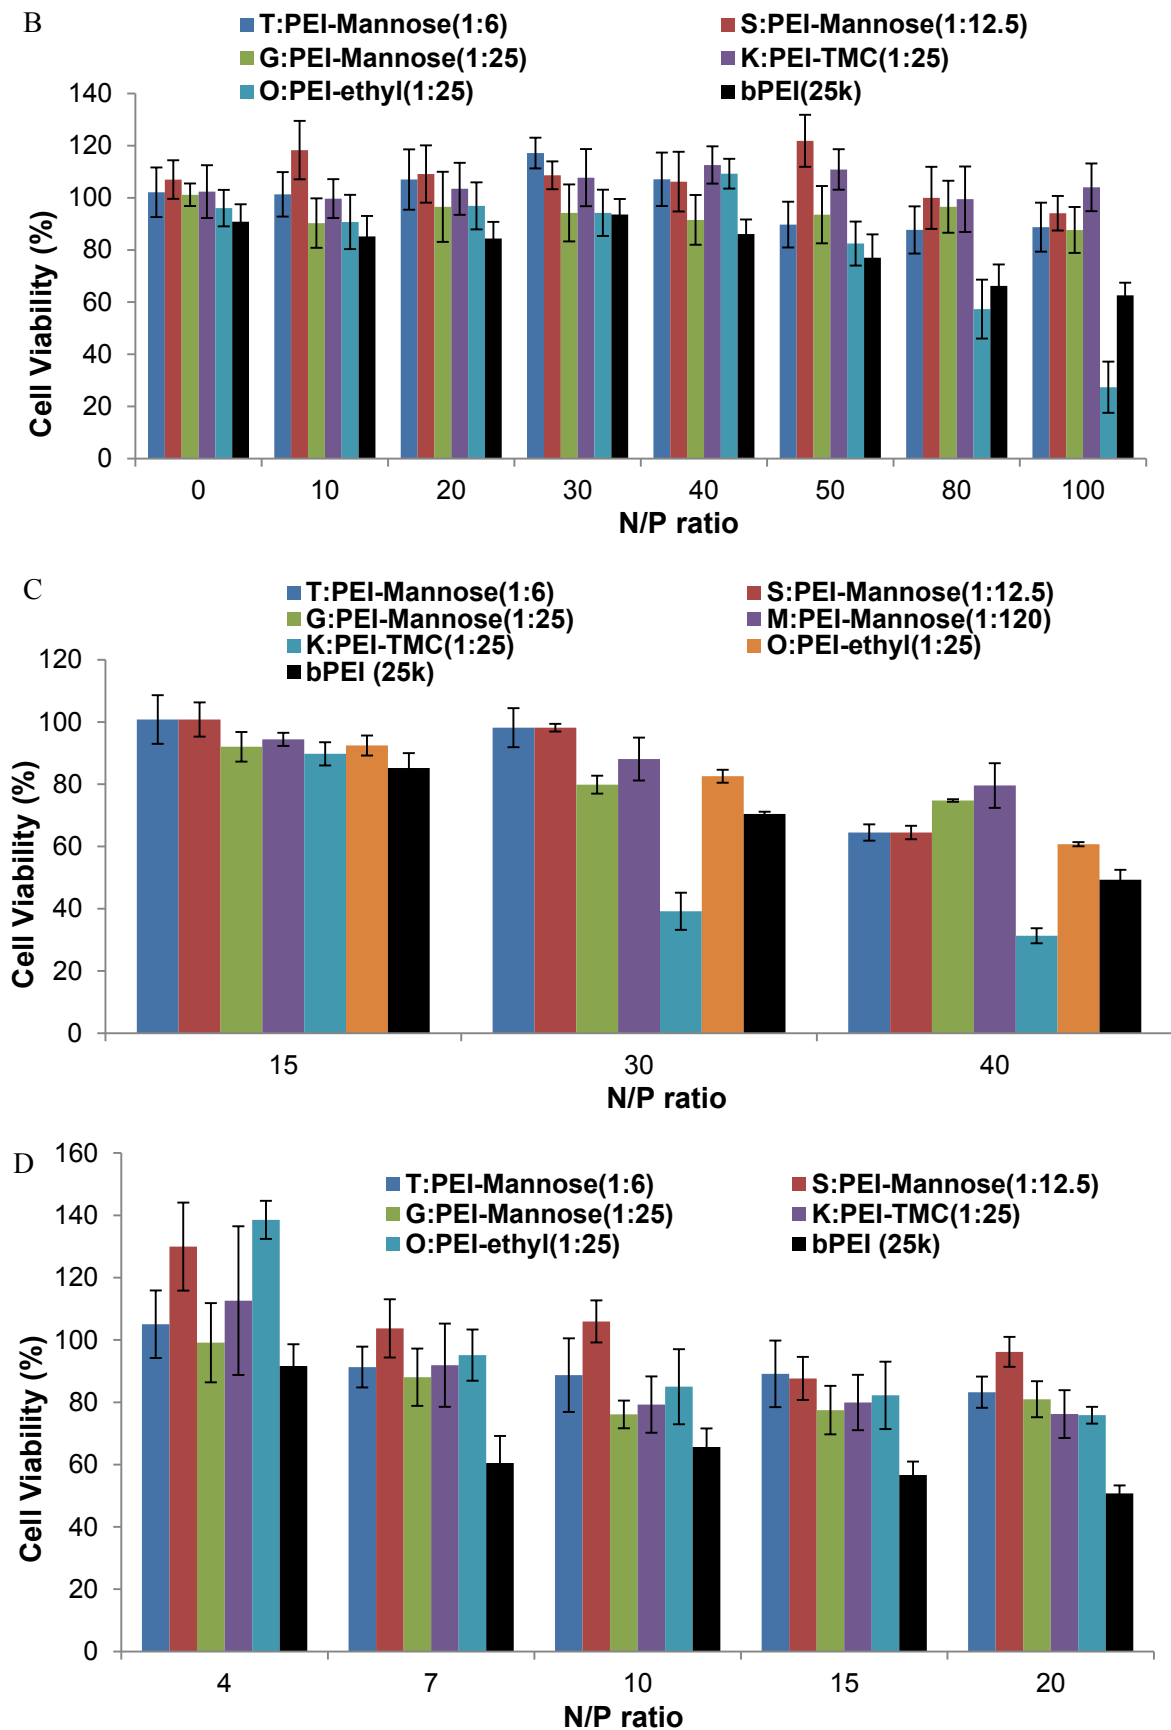 B
T:PEI-Mannose(1:6) S:PEI-Mannose(1:12.5)
G:PEI-Mannose(1:25) K:PEI-TMC(1:25)
O:PEI-ethyl(1:25) bPEI(25k)
Cell Viability (%)
140
120
100
80
60
40
20
0
0 10 20 30 40 50 80 100
N/P ratio
C
T:PEI-Mannose(1:6) S:PEI-Mannose(1:12.5)
G:PEI-Mannose(1:25) M:PEI-Mannose(1:120)
K:PEI-TMC(1:25) O:PEI-ethyl(1:25)
bPEI (25k)
Cell Viability (%)
120
100
80
60
40
20
0
15 30 40
N/P ratio
D
T:PEI-Mannose(1:6) S:PEI-Mannose(1:12.5)
G:PEI-Mannose(1:25) K:PEI-TMC(1:25)
O:PEI-ethyl(1:25) bPEI (25k)
Cell Viability (%)
160
140
120
100
80
60
40
20
0
4 7 10 15 20
N/P ratio